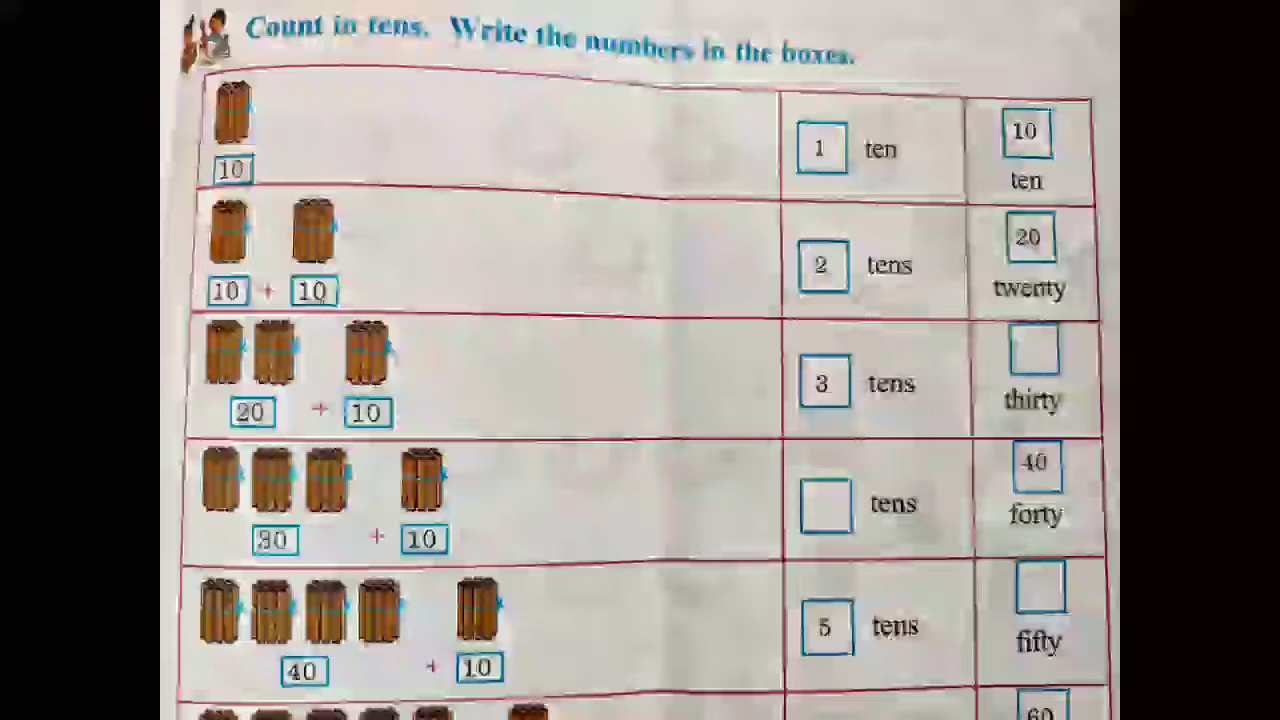 Count in tens. Write the numbers in the boxes.
10
1 ten
10
ten
10 + 10
2 tens
20
twenty
20 + 10
3 tens
thirty
30 + 10
tens
40
forty
40 + 10
5 tens
fifty
60